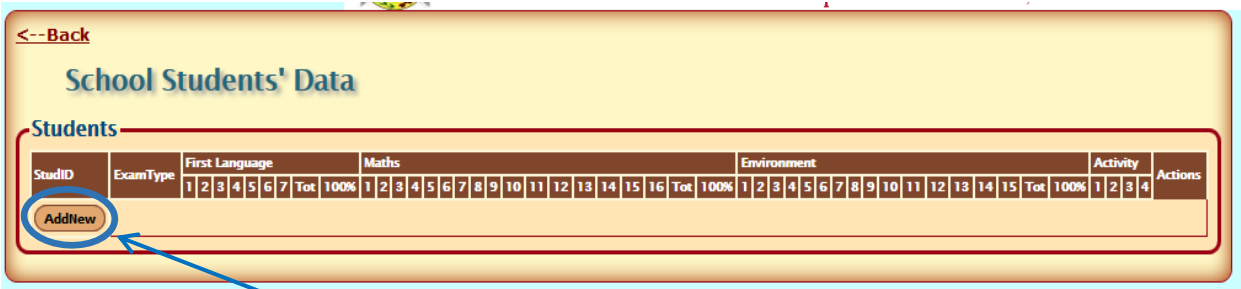 <--Back
School Students' Data
Students
StudID ExamType First Language Maths Environment Activity Actions
1 2 3 4 5 6 7 Tot 100% 1 2 3 4 5 6 7 8 9 10 11 12 13 14 15 16 Tot 100% 1 2 3 4 5 6 7 8 9 10 11 12 13 14 15 Tot 100% 1 2 3 4
AddNew